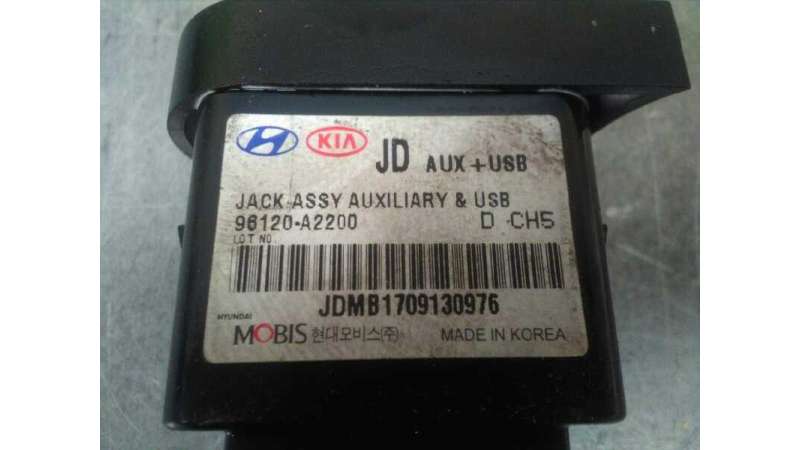 KIA JD AUX + USB
JACK ASSY AUXILIARY & USB
96120-A2200 D CH5
LOT NO
JDMB1709130976
HYUNDAI
MOBIS 현대모비스(주) MADE IN KOREA